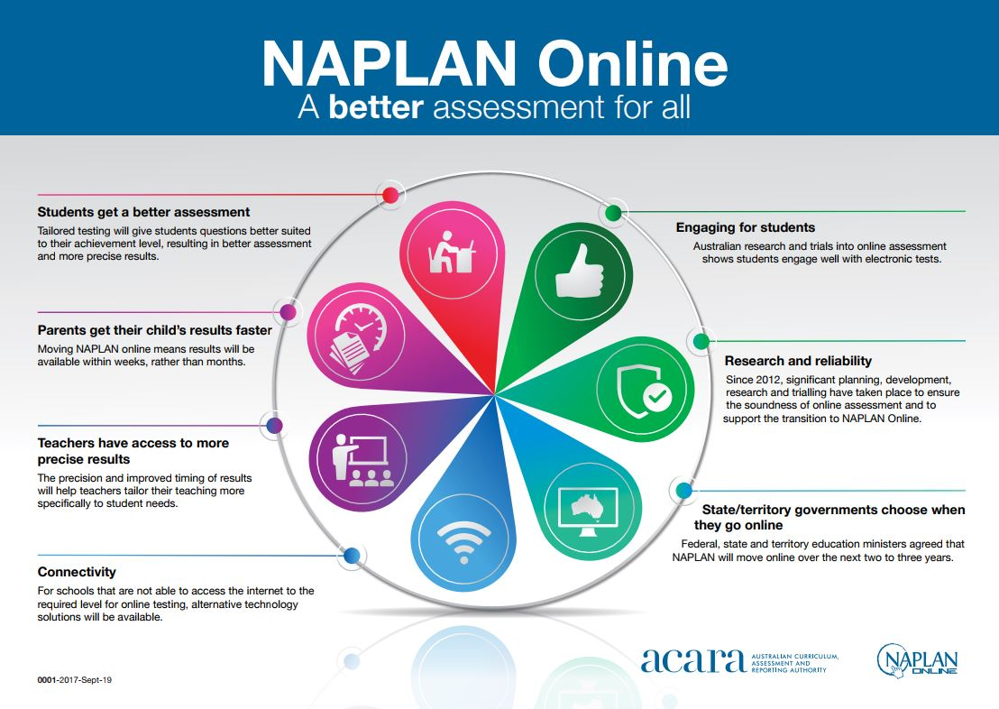 NAPLAN Online
A better assessment for all
Students get a better assessment
Tailored testing will give students questions better suited
to their achievement level, resulting in better assessment
and more precise results.
Parents get their child's results faster
Moving NAPLAN online means results will be
available within weeks, rather than months.
Teachers have access to more
precise results
The precision and improved timing of results
will help teachers tailor their teaching more
specifically to student needs.
Connectivity
For schools that are not able to access the internet to the
required level for online testing, alternative technology
solutions will be available.
Engaging for students
Australian research and trials into online assessment
shows students engage well with electronic tests.
Research and reliability
Since 2012, significant planning, development,
research and trialling have taken place to ensure
the soundness of online assessment and to
support the transition to NAPLAN Online.
State/territory governments choose when
they go online
Federal, state and territory education ministers agreed that
NAPLAN will move online over the next two to three years.
0001-2017-Sept-19
acara
AUSTRALIAN CURRICULUM,
ASSESSMENT AND
REPORTING AUTHORITY
NAPLAN
ONLINE